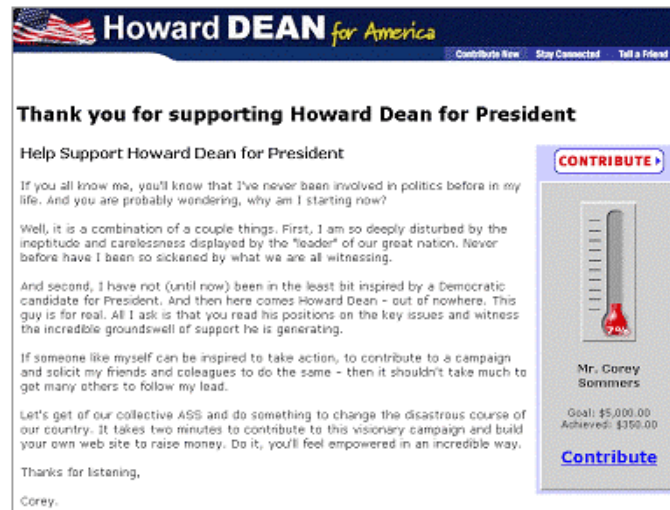 Howard DEAN for America
Contribute Now Stay Connected Tell a Friend
Thank you for supporting Howard Dean for President
Help Support Howard Dean for President
If you all know me, you'll know that I've never been involved in politics before in my
life. And you are probably wondering, why am I starting now?
Well, it is a combination of a couple things. First, I am so deeply disturbed by the
ineptitude and carelessness displayed by the "leader" of our great nation. Never
before have I been so sickened by what we are all witnessing.
And second, I have not (until now) been in the least bit inspired by a Democratic
candidate for President. And then here comes Howard Dean - out of nowhere. This
guy is for real. All I ask is that you read his positions on the key issues and witness
the incredible groundswell of support he is generating.
If someone like myself can be inspired to take action, to contribute to a campaign
and solicit my friends and coleagues to do the same - then it shouldn't take much to
get many others to follow my lead.
Let's get of our collective ASS and do something to change the disastrous course of
our country. It takes two minutes to contribute to this visionary campaign and build
your own web site to raise money. Do it, you'll feel empowered in an incredible way.
Thanks for listening,
Corey.
CONTRIBUTE
7%
Mr. Corey
Sommers
Goal: $5,000.00
Achieved: $350.00
Contribute